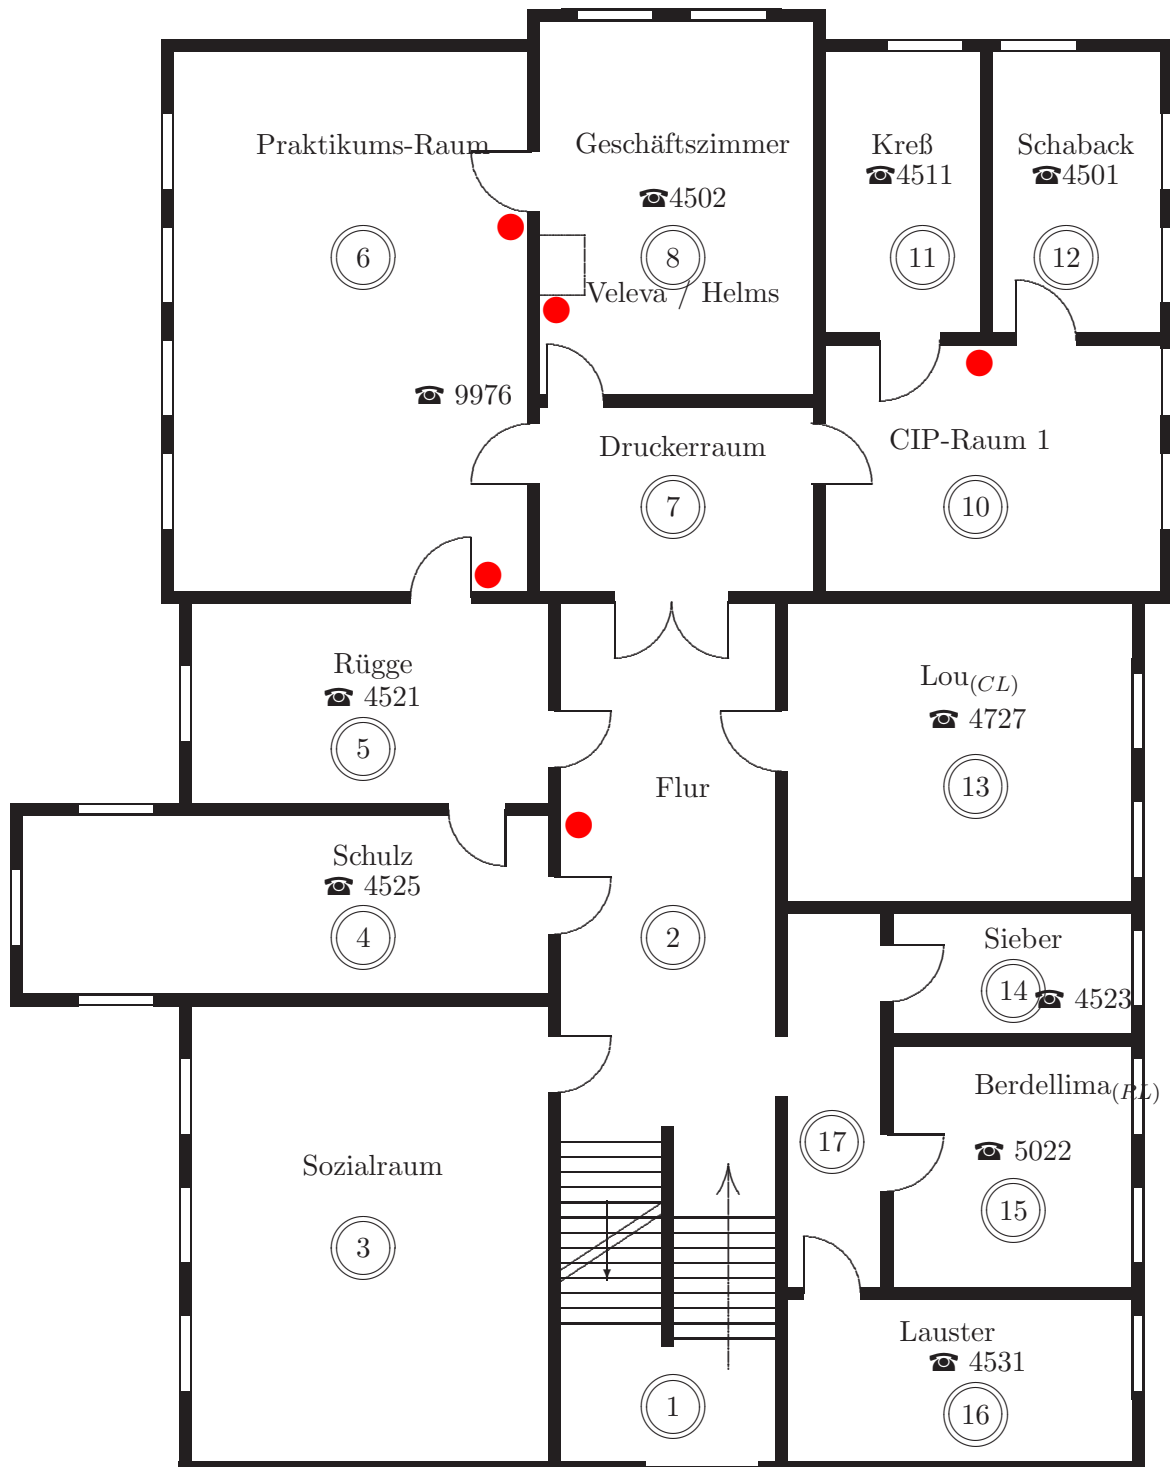 Praktikums-Raum
6
☎ 9976
Geschäftszimmer
☎4502
8
Veleva / Helms
Kreß
☎4511
11
Schaback
☎4501
12
Druckerraum
7
CIP-Raum 1
10
Rügge
☎ 4521
5
Lou(CL)
☎ 4727
13
Flur
2
Schulz
☎ 4525
4
Sieber
14
☎ 4523
Berdellima(RL)
☎ 5022
15
17
Sozialraum
3
Lauster
☎ 4531
16
1